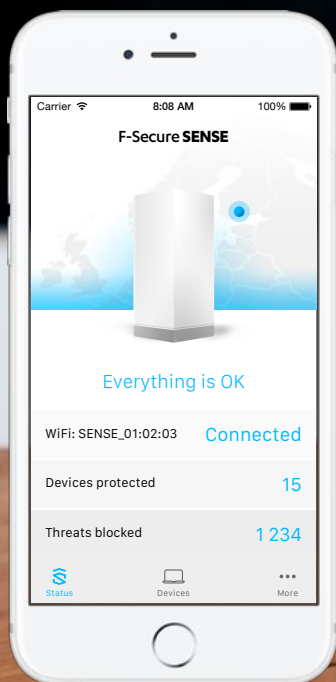 Carrier 8:08 AM 100%
F-Secure SENSE
Everything is OK
WiFi: SENSE_01:02:03 Connected
Devices protected 15
Threats blocked 1 234
Status Devices More